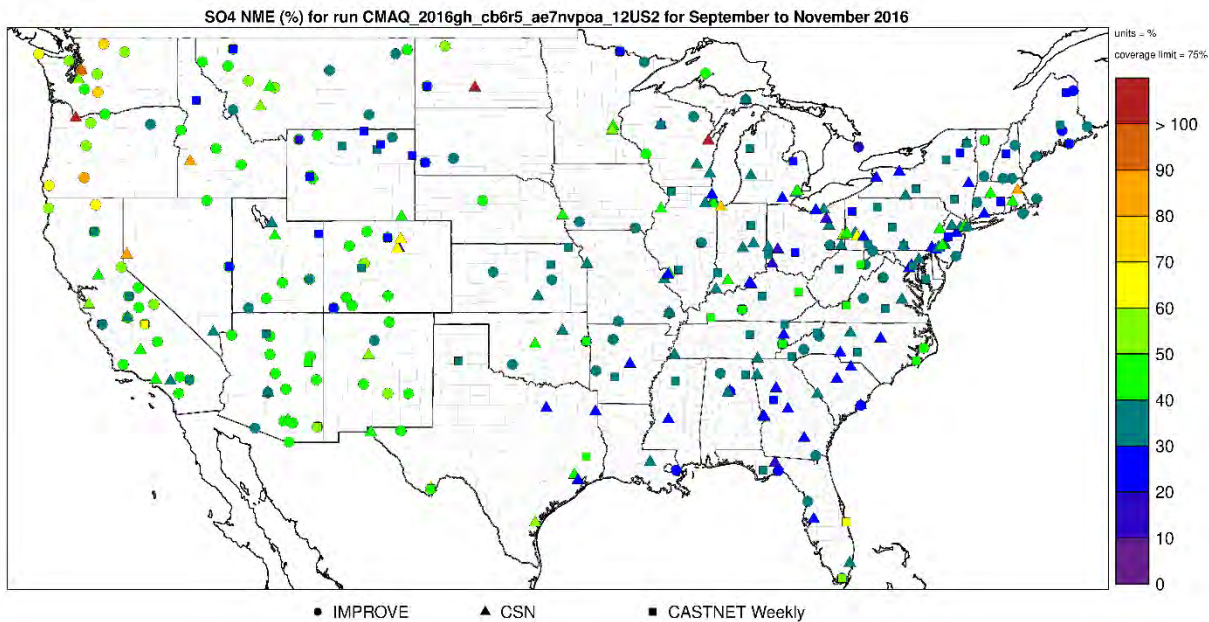 SO4 NME (%) for run CMAQ_2016gh_cb6r5_ae7nvpoa_12US2 for September to November 2016
units = %
coverage limit = 75%
> 100
90
80
70
60
50
40
30
20
10
0
IMPROVE
CSN
CASTNET Weekly